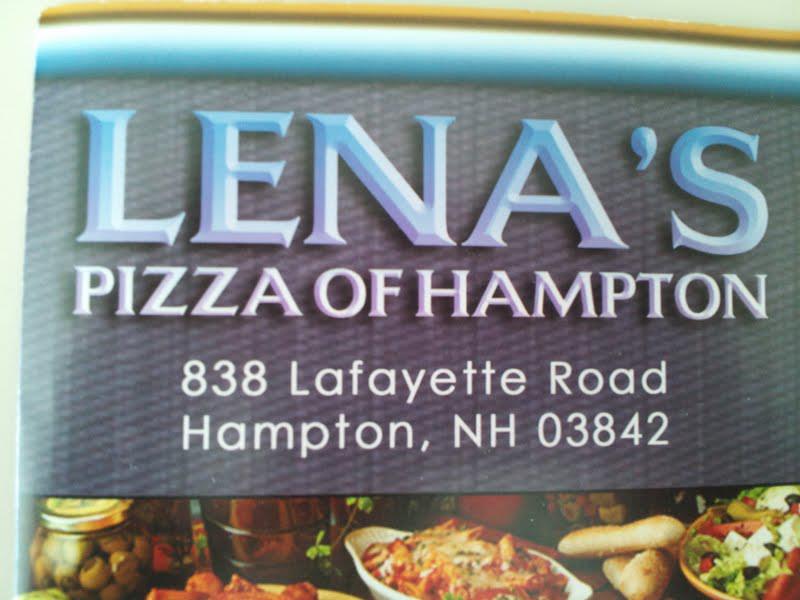 LENA'S
PIZZA OF HAMPTON
838 Lafayette Road
Hampton, NH 03842